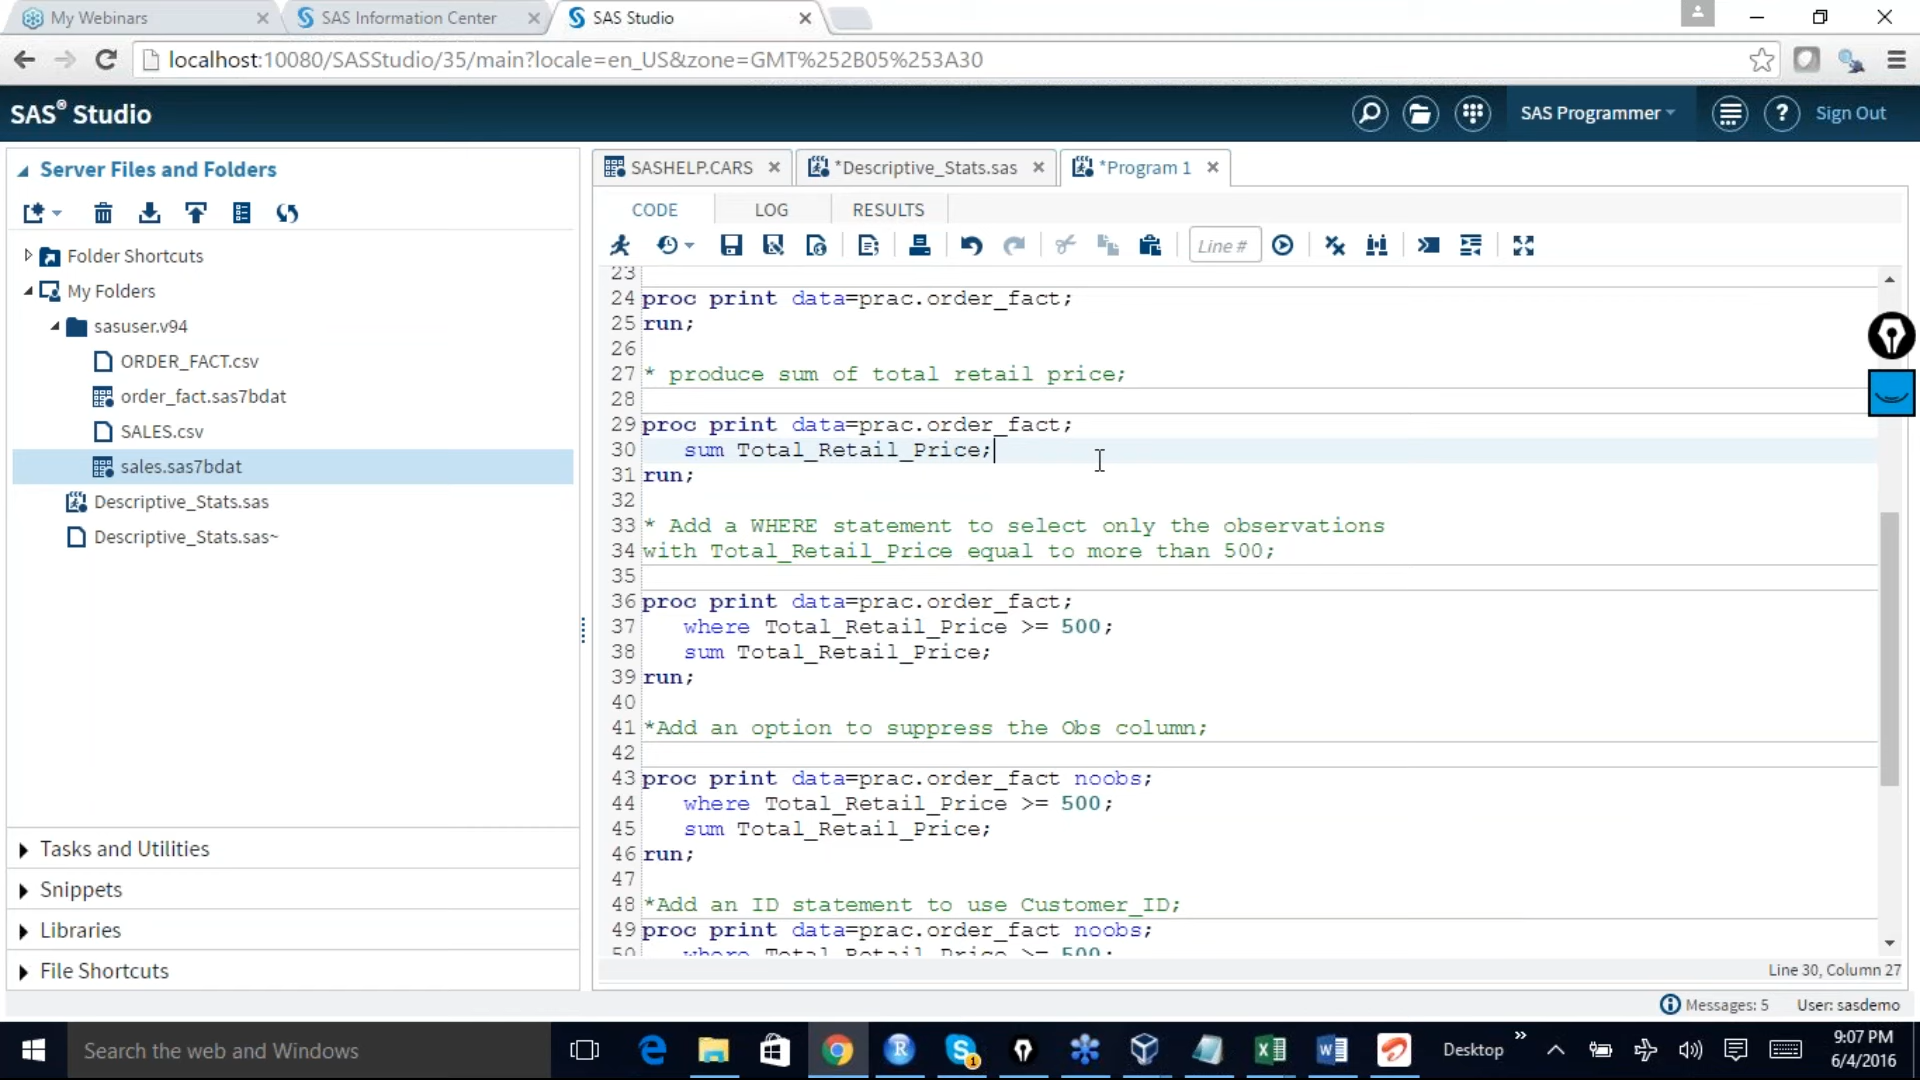 My Webinars
SAS Information Center
SAS Studio
localhost:10080/SASStudio/35/main?locale=en_US&zone=GMT%252B05%253A30
SAS® Studio
SAS Programmer
Sign Out
Server Files and Folders
Folder Shortcuts
My Folders
sasuser.v94
ORDER_FACT.csv
order_fact.sas7bdat
SALES.csv
sales.sas7bdat
Descriptive_Stats.sas
Descriptive_Stats.sas~
Tasks and Utilities
Snippets
Libraries
File Shortcuts
SASHELP.CARS
*Descriptive_Stats.sas
*Program 1
CODE
LOG
RESULTS
Line #
23
24 proc print data=prac.order_fact;
25 run;
26
27 * produce sum of total retail price;
28
29 proc print data=prac.order_fact;
30 sum Total_Retail_Price;
31 run;
32
33 * Add a WHERE statement to select only the observations
34 with Total_Retail_Price equal to more than 500;
35
36 proc print data=prac.order_fact;
37 where Total_Retail_Price >= 500;
38 sum Total_Retail_Price;
39 run;
40
41 *Add an option to suppress the Obs column;
42
43 proc print data=prac.order_fact noobs;
44 where Total_Retail_Price >= 500;
45 sum Total_Retail_Price;
46 run;
47
48 *Add an ID statement to use Customer_ID;
49 proc print data=prac.order_fact noobs;
50 where Total_Retail_Price >= 500;
Line 30, Column 27
Messages: 5
User: sasdemo
Search the web and Windows
Desktop
9:07 PM
6/4/2016